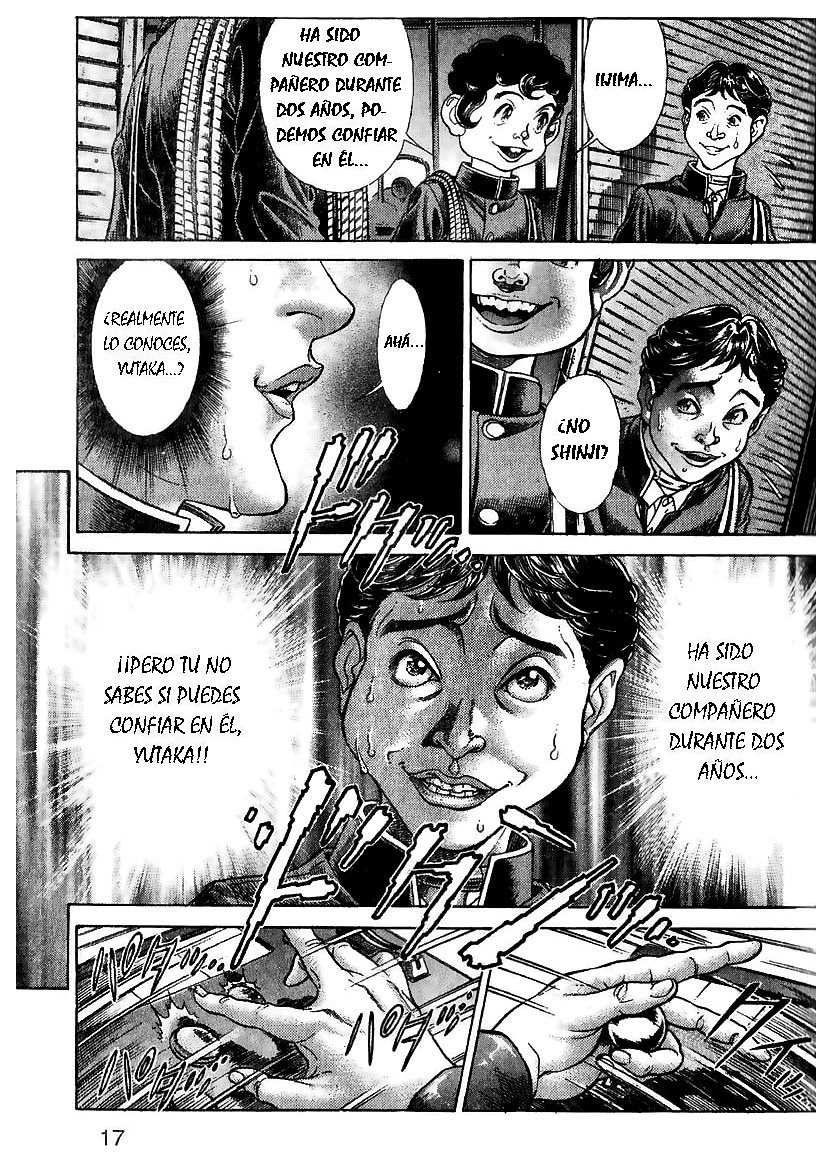 IIJIMA...
HA SIDO
NUESTRO COM-
PAÑERO DURANTE
DOS AÑOS, PO-
DEMOS CONFIAR
EN ÉL...
¿NO
SHINJI?
AHÁ...
¿REALMENTE
LO CONOCES,
YUTAKA...?
HA SIDO
NUESTRO
COMPAÑERO
DURANTE DOS
AÑOS...
¡¡PERO TU NO
SABES SI PUEDES
CONFIAR EN ÉL,
YUTAKA!!
17